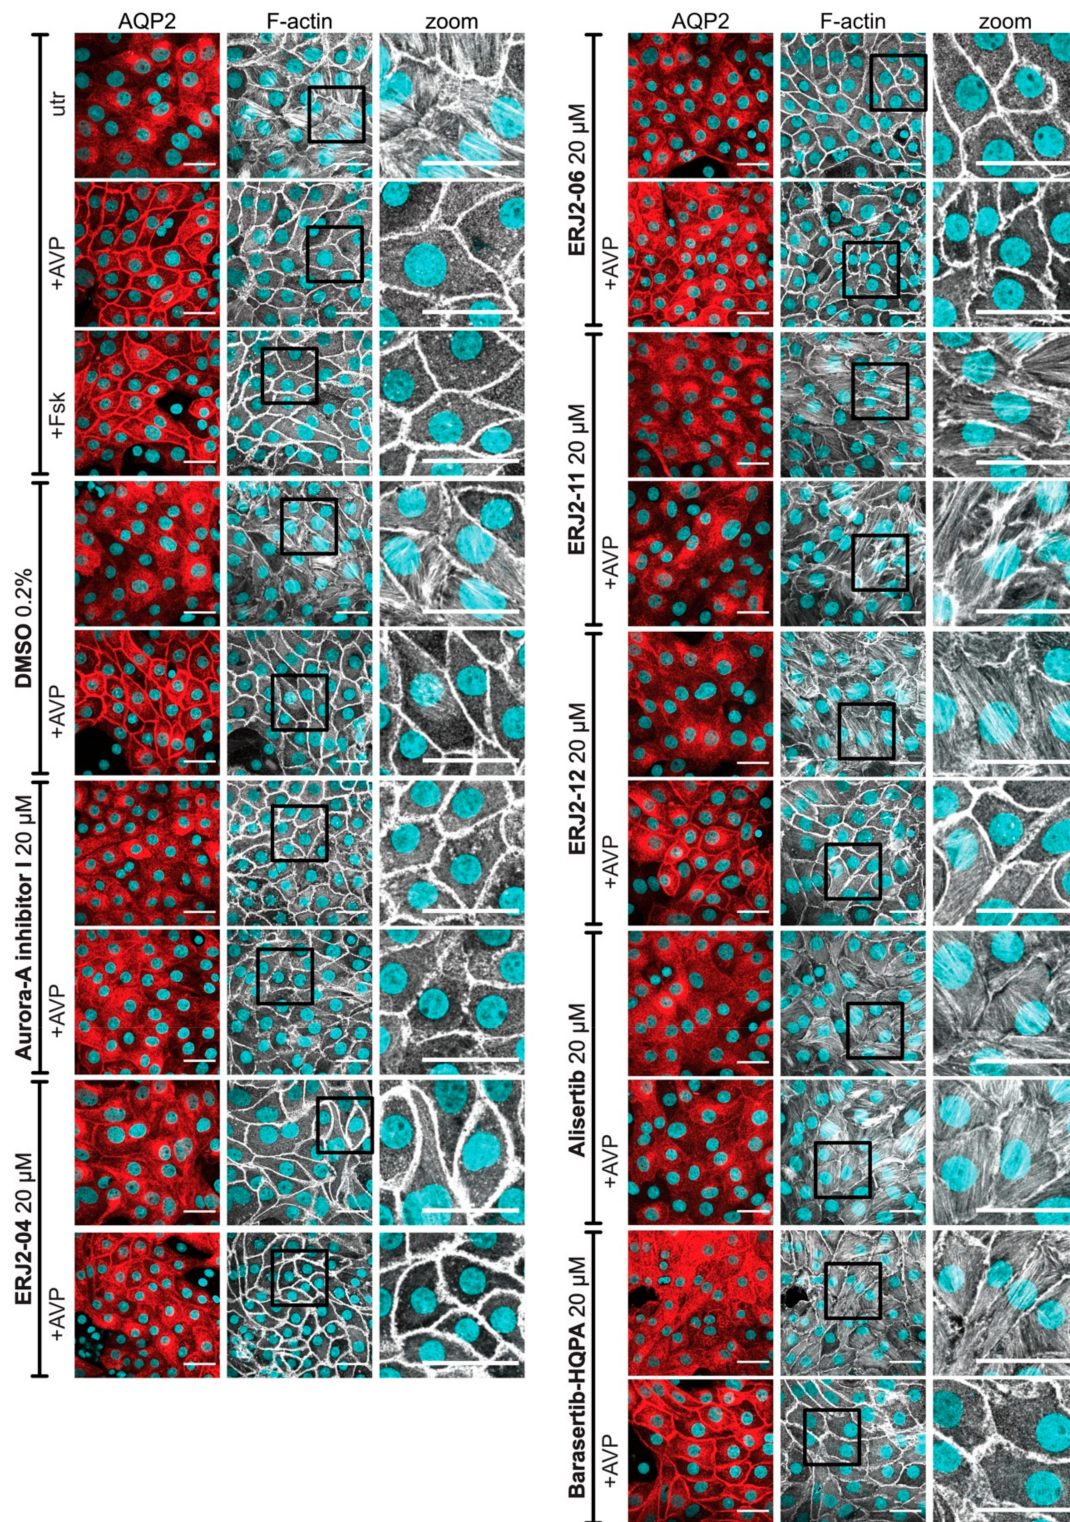 AQP2 F-actin zoom
utr
+AVP
+Fsk
DMSO 0.2%
+AVP
Aurora-A inhibitor I 20 µM
+AVP
ERJ2-04 20 µM
+AVP
AQP2 F-actin zoom
ERJ2-06 20 µM
+AVP
ERJ2-11 20 µM
+AVP
ERJ2-12 20 µM
+AVP
Alisertib 20 µM
+AVP
Barasertib-HQPA 20 µM
+AVP